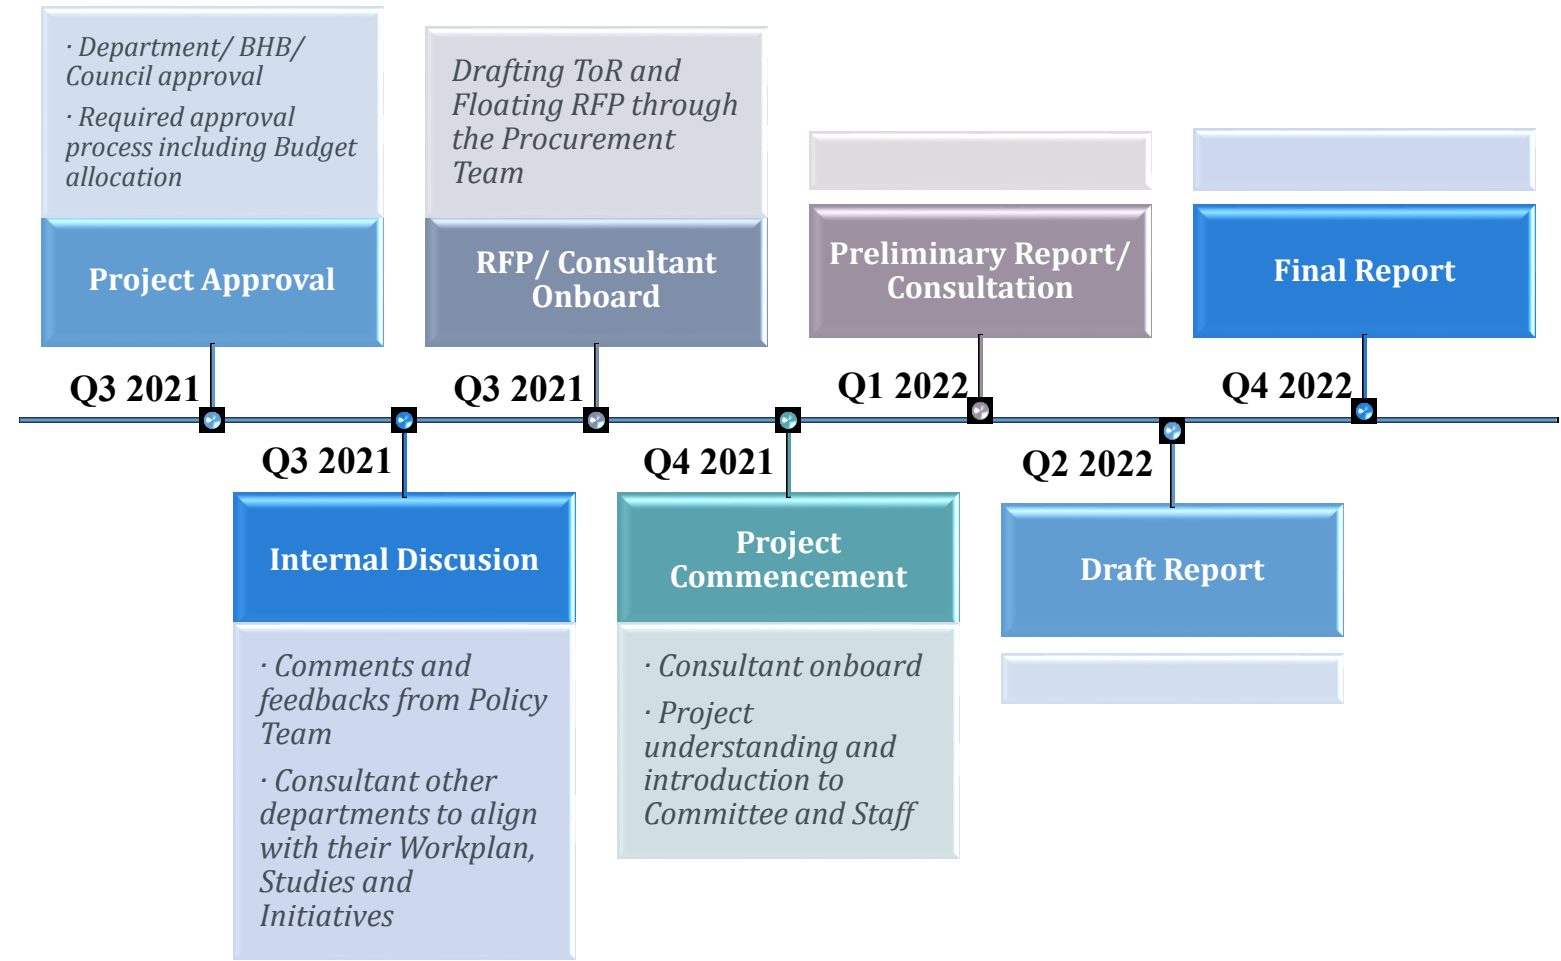 · Department/ BHB/
Council approval
· Required approval
process including Budget
allocation
Project Approval
Q3 2021
Internal Discusion
· Comments and
feedbacks from Policy
Team
· Consultant other
departments to align
with their Workplan,
Studies and
Initiatives
Q3 2021
Drafting ToR and
Floating RFP through
the Procurement
Team
RFP/ Consultant
Onboard
Q3 2021
Q4 2021
Project
Commencement
· Consultant onboard
· Project
understanding and
introduction to
Committee and Staff
Preliminary Report/
Consultation
Q1 2022
Q2 2022
Draft Report
Final Report
Q4 2022